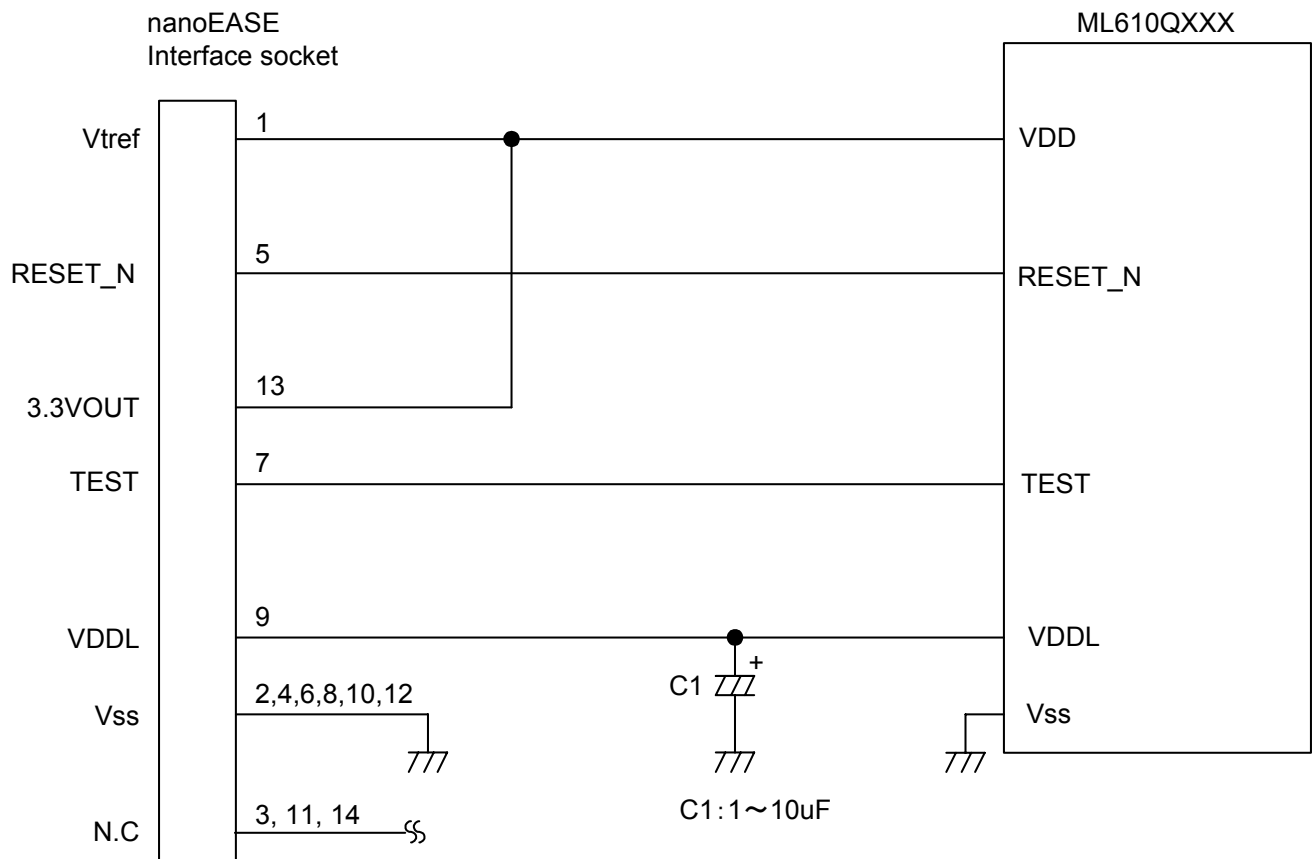 nanoEASE
Interface socket
ML610QXXX
Vtref
1
VDD
RESET_N
5
RESET_N
3.3VOUT
13
TEST
7
TEST
VDDL
9
VDDL
C1
+
Vss
2,4,6,8,10,12
Vss
C1:1～10uF
N.C
3, 11, 14